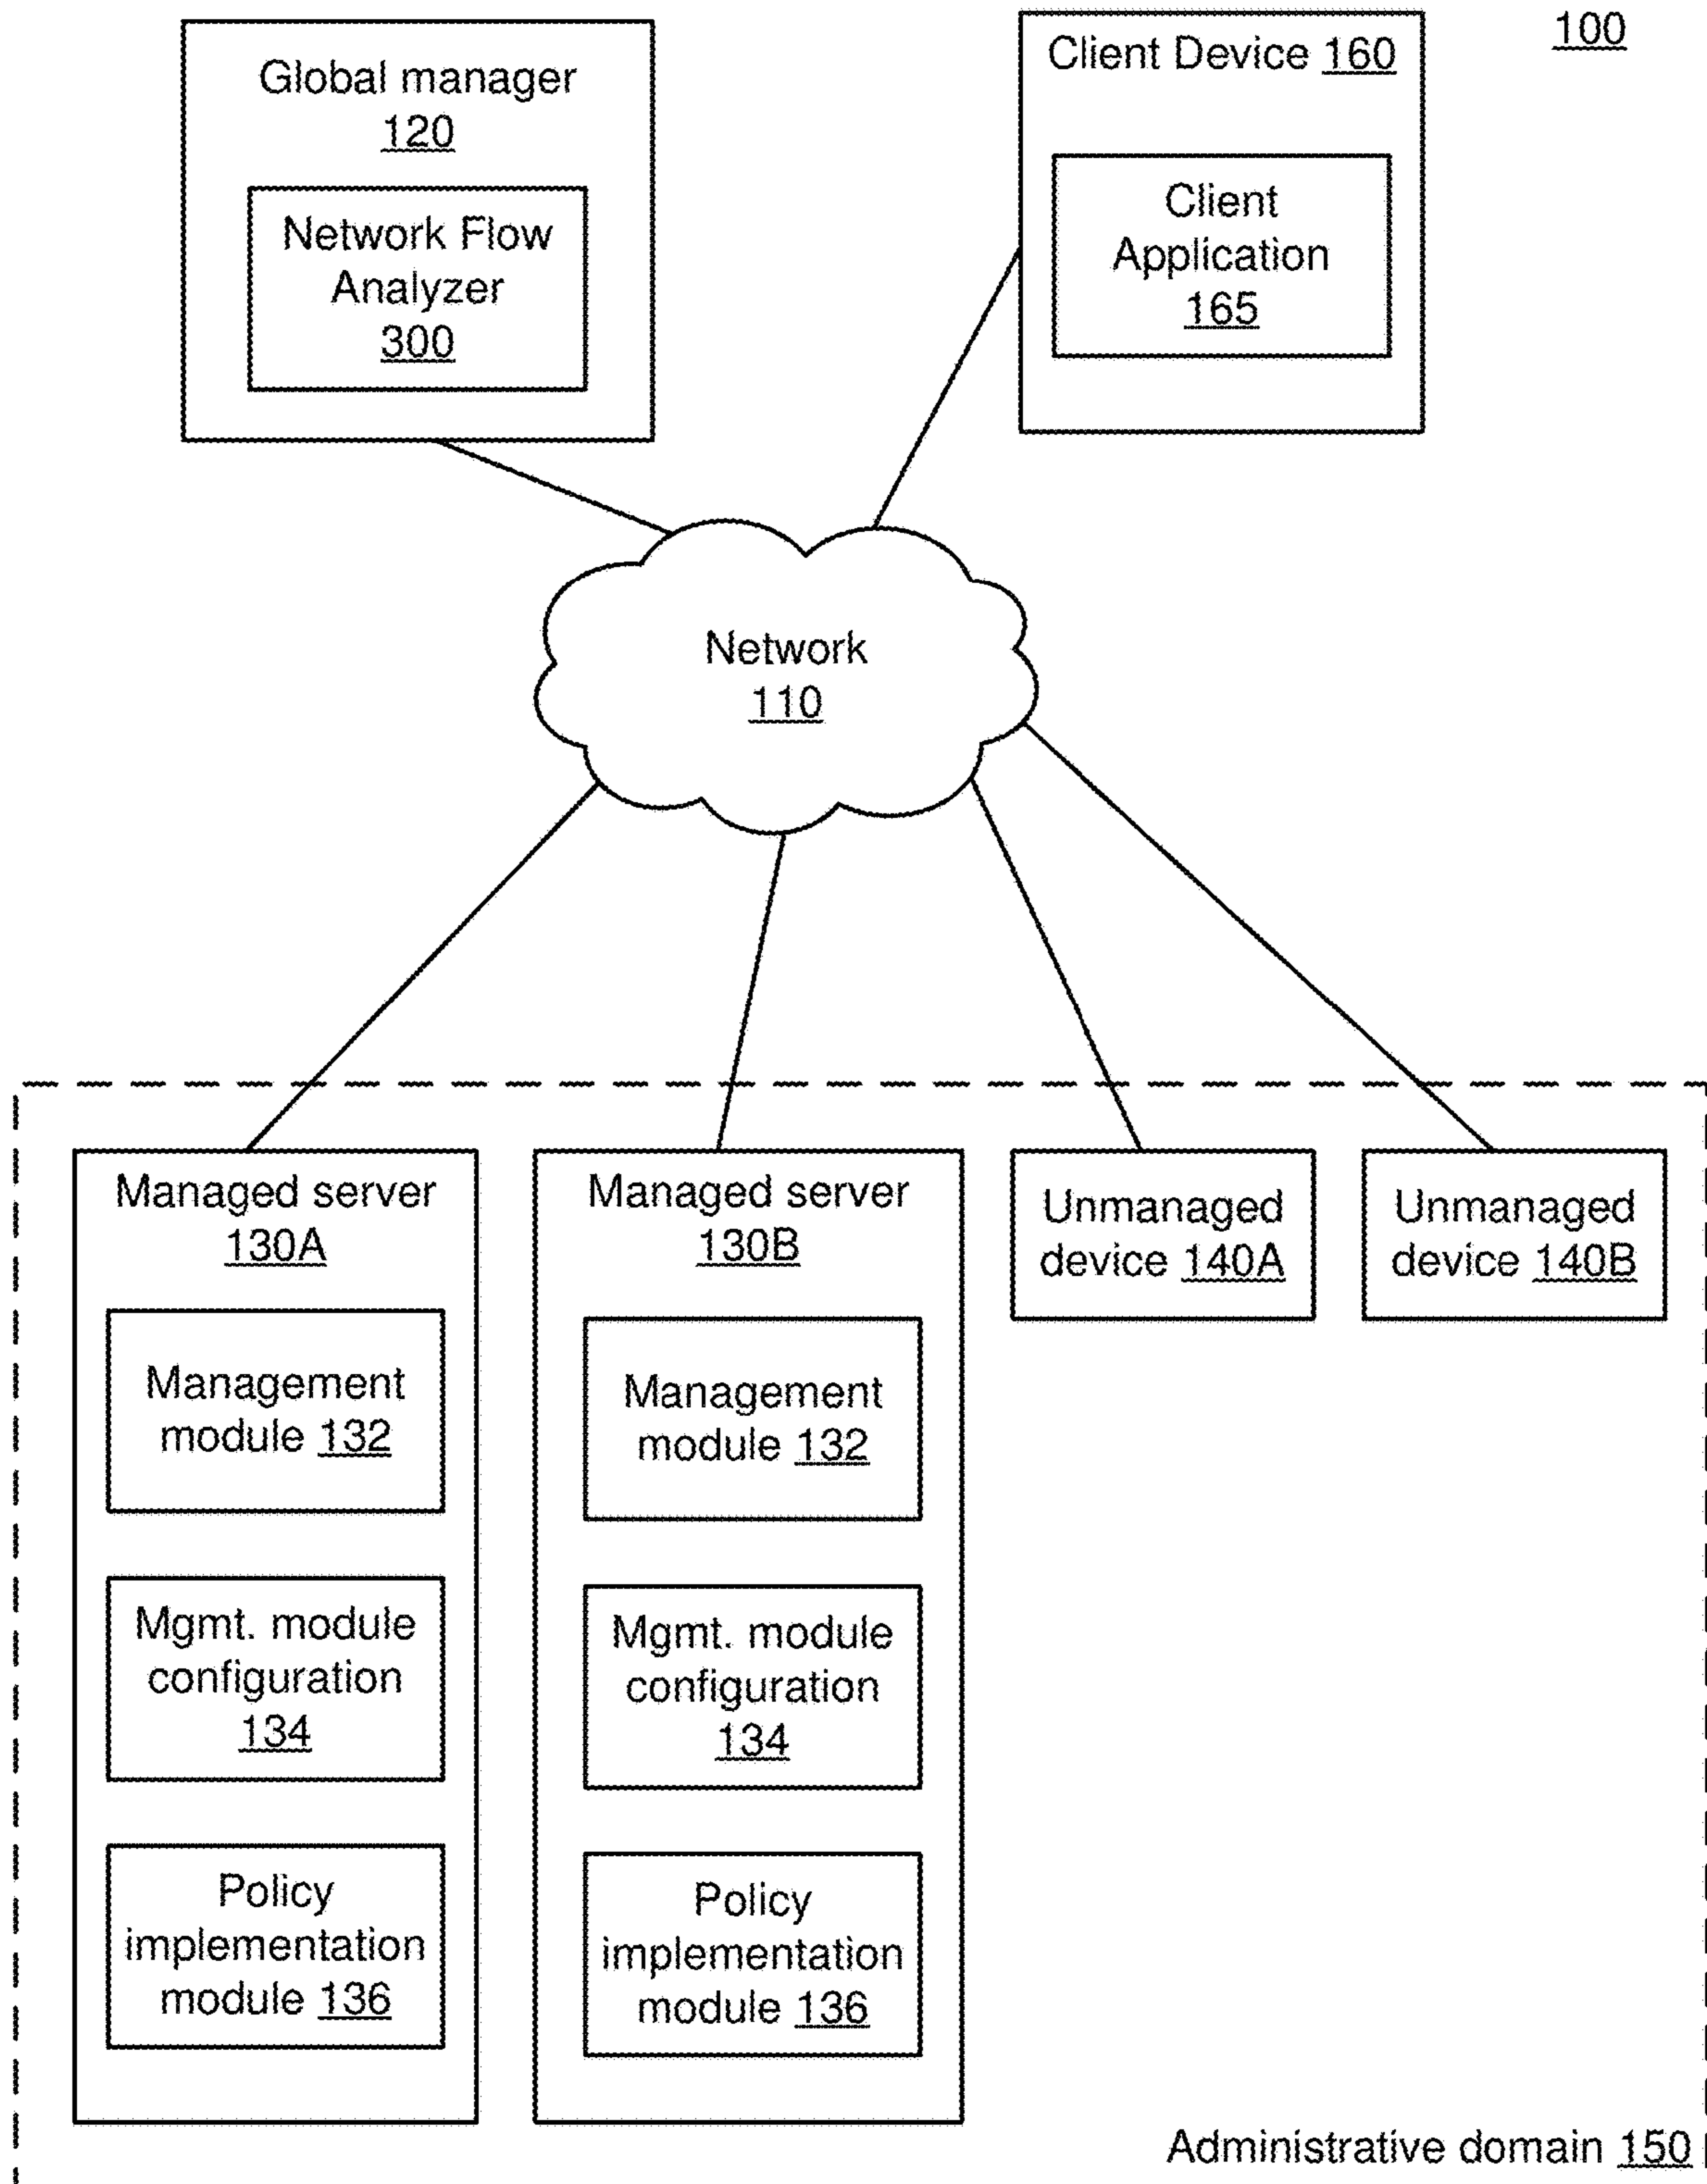 100
Global manager
120
Network Flow
Analyzer
300
Client Device 160
Client
Application
165
Network
110
Managed server
130A
Management
module 132
Mgmt. module
configuration
134
Policy
implementation
module 136
Managed server
130B
Management
module 132
Mgmt. module
configuration
134
Policy
implementation
module 136
Unmanaged
device 140A
Unmanaged
device 140B
Administrative domain 150